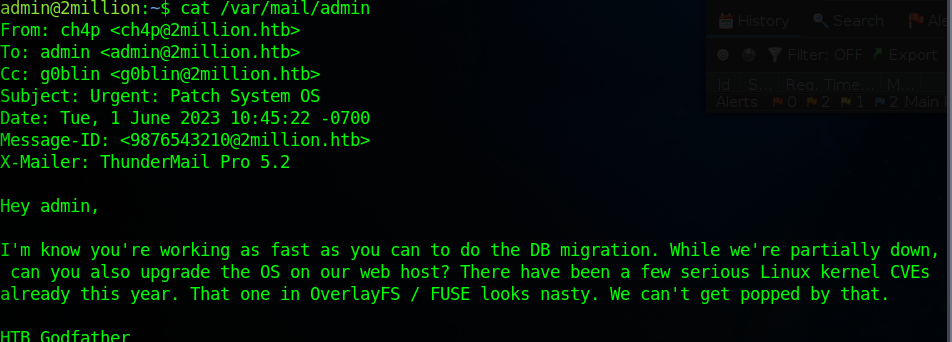 admin@2million:~$ cat /var/mail/admin
From: ch4p <ch4p@2million.htb>
To: admin <admin@2million.htb>
Cc: g0blin <g0blin@2million.htb>
Subject: Urgent: Patch System OS
Date: Tue, 1 June 2023 10:45:22 -0700
Message-ID: <9876543210@2million.htb>
X-Mailer: ThunderMail Pro 5.2
Hey admin,
I'm know you're working as fast as you can to do the DB migration. While we're partially down,
can you also upgrade the OS on our web host? There have been a few serious Linux kernel CVEs
already this year. That one in OverlayFS / FUSE looks nasty. We can't get popped by that.
HTB Godfather
History Search
Filter: OFF Export
Id S... Req. Time... M...
Alerts 0 2 1 2 Main